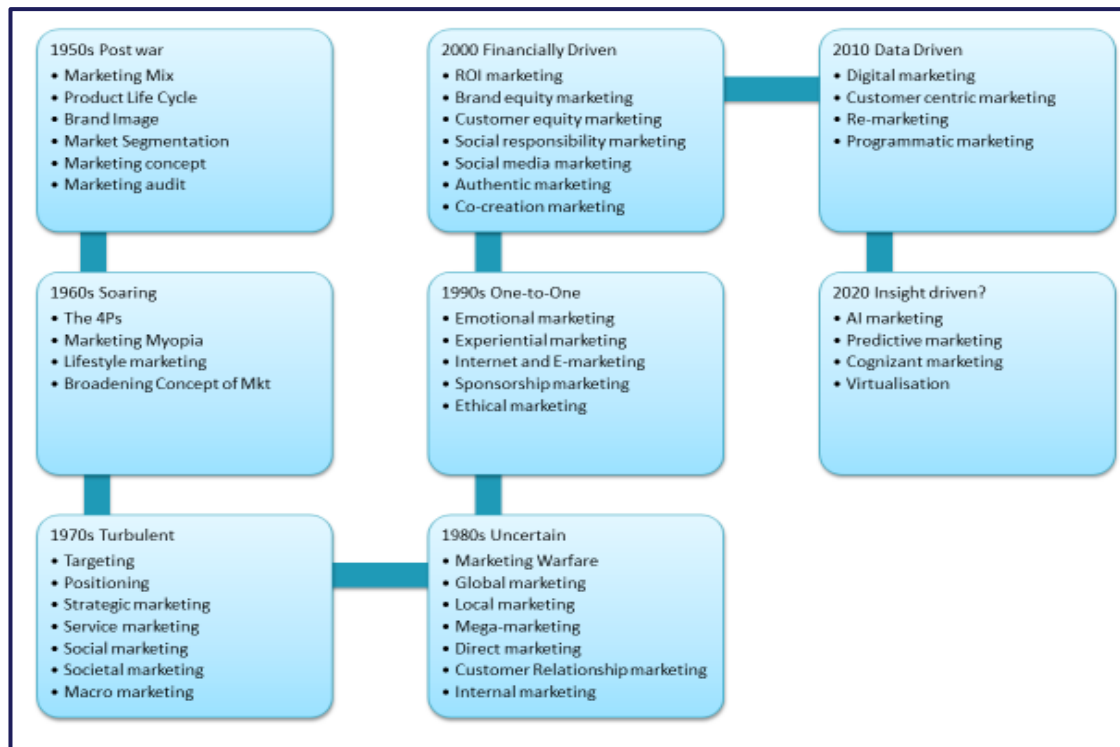 1950s Post war
• Marketing Mix
• Product Life Cycle
• Brand Image
• Market Segmentation
• Marketing concept
• Marketing audit
1960s Soaring
• The 4Ps
• Marketing Myopia
• Lifestyle marketing
• Broadening Concept of Mkt
1970s Turbulent
• Targeting
• Positioning
• Strategic marketing
• Service marketing
• Social marketing
• Societal marketing
• Macro marketing
1980s Uncertain
• Marketing Warfare
• Global marketing
• Local marketing
• Mega-marketing
• Direct marketing
• Customer Relationship marketing
• Internal marketing
1990s One-to-One
• Emotional marketing
• Experiential marketing
• Internet and E-marketing
• Sponsorship marketing
• Ethical marketing
2000 Financially Driven
• ROI marketing
• Brand equity marketing
• Customer equity marketing
• Social responsibility marketing
• Social media marketing
• Authentic marketing
• Co-creation marketing
2010 Data Driven
• Digital marketing
• Customer centric marketing
• Re-marketing
• Programmatic marketing
2020 Insight driven?
• AI marketing
• Predictive marketing
• Cognizant marketing
• Virtualisation